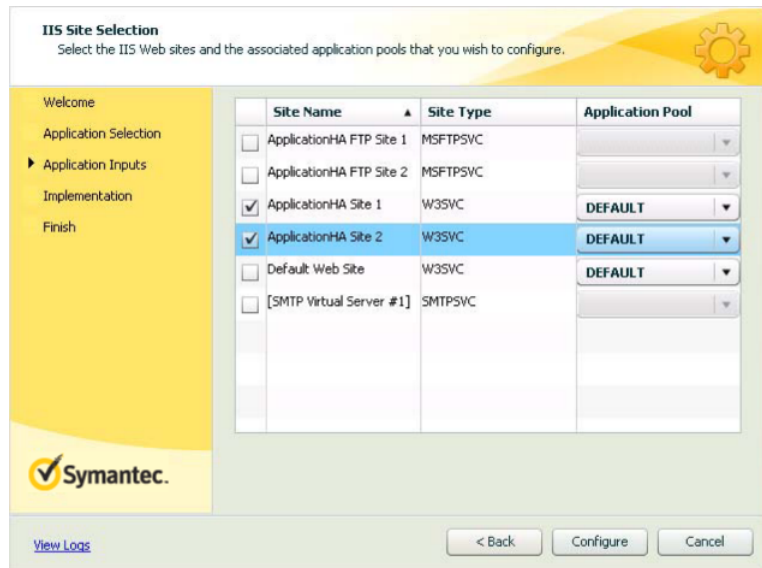 IIS Site Selection
Select the IIS Web sites and the associated application pools that you wish to configure.
Welcome
Application Selection
Application Inputs
Implementation
Finish
Site Name Site Type Application Pool
ApplicationHA FTP Site 1 MSFTPSVC
ApplicationHA FTP Site 2 MSFTPSVC
ApplicationHA Site 1 W3SVC DEFAULT
ApplicationHA Site 2 W3SVC DEFAULT
Default Web Site W3SVC DEFAULT
[SMTP Virtual Server #1] SMTPSVC
Symantec.
View Logs < Back Configure Cancel